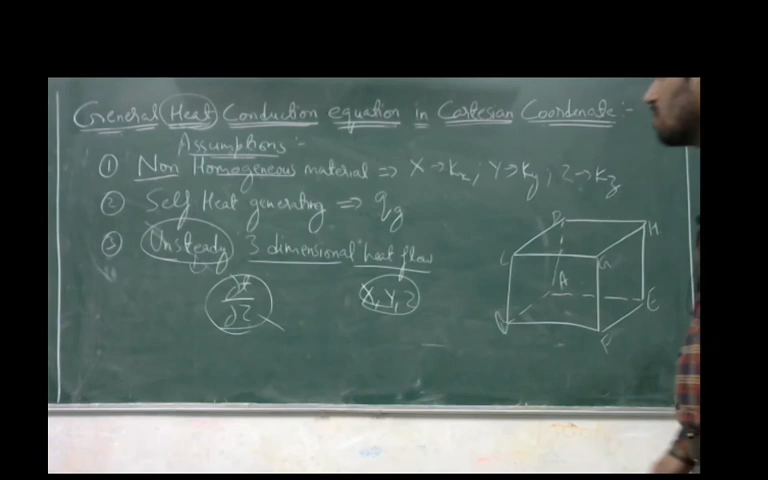 General Heat Conduction equation in Cartesian Coordenate:-
Assumptions:-
① Non Homogeneous material ⇒ X→Kx; Y→Ky; Z→Kz
② Self Heat generating ⇒ qg
③ Unsteady 3 dimensional heat flow
X, Y, Z
H
G
A
E
F